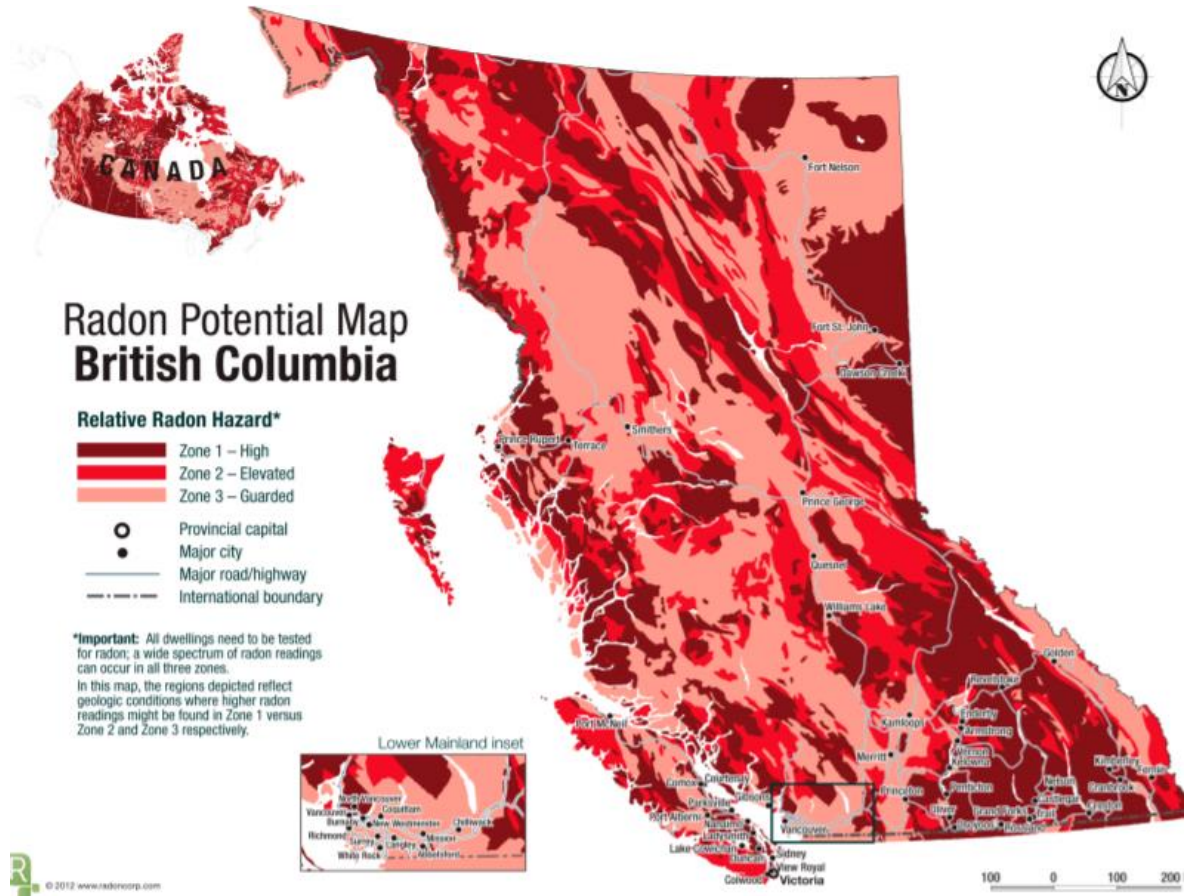 CANADA
N
Radon Potential Map
British Columbia
Relative Radon Hazard*
Zone 1 – High
Zone 2 – Elevated
Zone 3 – Guarded
Provincial capital
Major city
Major road/highway
International boundary
*Important: All dwellings need to be tested
for radon; a wide spectrum of radon readings
can occur in all three zones.
In this map, the regions depicted reflect
geologic conditions where higher radon
readings might be found in Zone 1 versus
Zone 2 and Zone 3 respectively.
Fort Nelson
Fort St. John
Dawson Creek
Smithers
Prince Rupert
Terrace
Prince George
Quesnel
Williams Lake
Golden
Revelstoke
Port McNeill
Kamloops
Enderby
Armstrong
Vernon
Kelowna
Merritt
Kimberley
Fernie
Cranbrook
Comox
Courtenay
Gibsons
Princeton
Penticton
Nelson
Castlegar
Creston
Parksville
Port Alberni
Nanaimo
Oliver
Grand Forks
Trail
Osoyoos
Rossland
Vancouver
Ladysmith
Lake Cowichan
Duncan
Sidney
View Royal
Colwood
Victoria
Lower Mainland inset
North Vancouver
Vancouver
Coquitlam
Burnaby
New Westminster
Chilliwack
Richmond
Surrey
Mission
Langley
White Rock
Abbotsford
R
© 2012 www.radoncorp.com
100 0 100 200